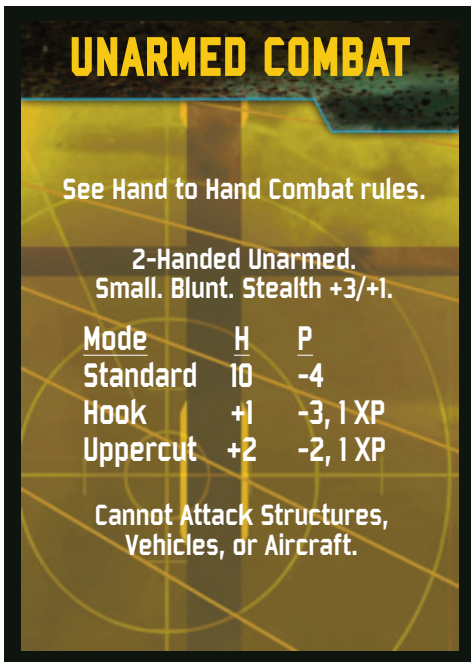 UNARMED COMBAT
See Hand to Hand Combat rules.
2-Handed Unarmed.
Small. Blunt. Stealth +3/+1.
Mode H P
Standard 10 -4
Hook +1 -3, 1 XP
Uppercut +2 -2, 1 XP
Cannot Attack Structures,
Vehicles, or Aircraft.